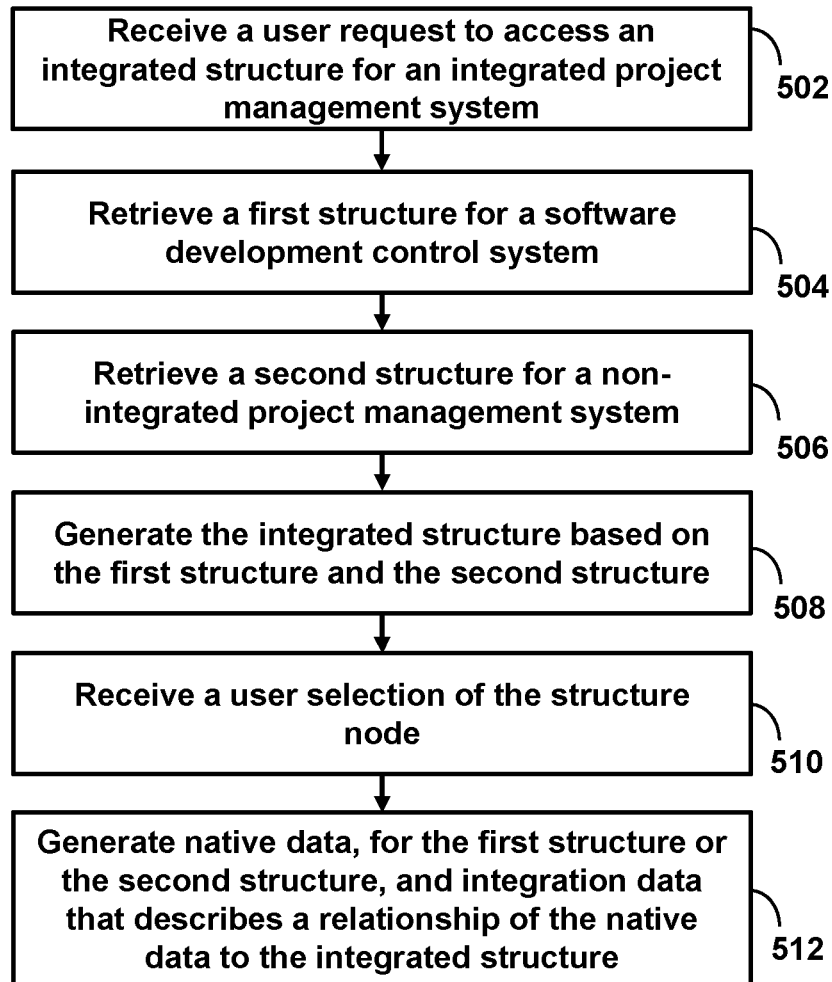 Receive a user request to access an
integrated structure for an integrated project
management system
502
Retrieve a first structure for a software
development control system
504
Retrieve a second structure for a non-
integrated project management system
506
Generate the integrated structure based on
the first structure and the second structure
508
Receive a user selection of the structure
node
510
Generate native data, for the first structure or
the second structure, and integration data
that describes a relationship of the native
data to the integrated structure
512